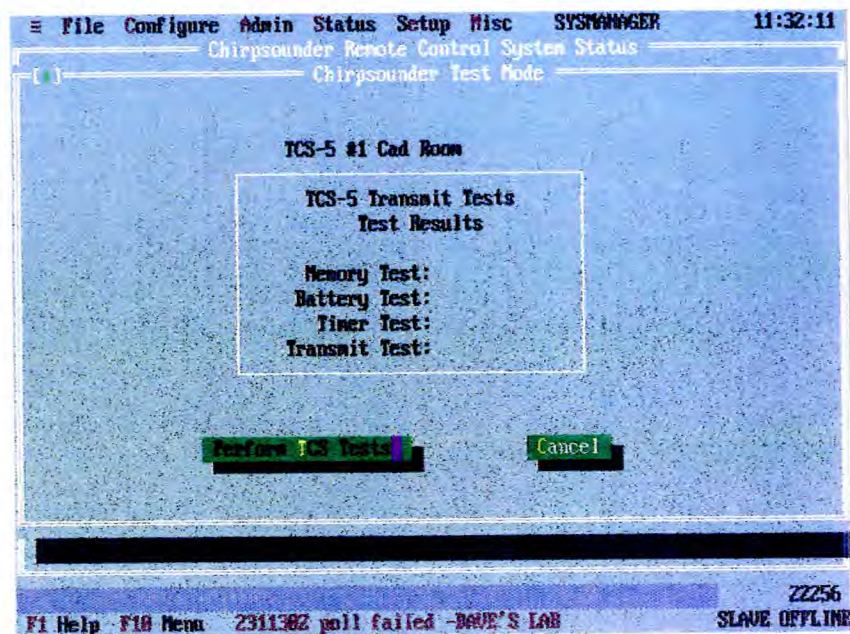 ≡ File Configure Admin Status Setup Misc SYSMANAGER 11:32:11
Chirpsounder Remote Control System Status
Chirpsounder Test Mode
TCS-5 #1 Cad Room
TCS-5 Transmit Tests
Test Results
Memory Test:
Battery Test:
Timer Test:
Transmit Test:
Perform TCS Tests
Cancel
22256
F1 Help F10 Menu 231130Z poll failed -DAVE'S LAB SLAVE OFFLINE